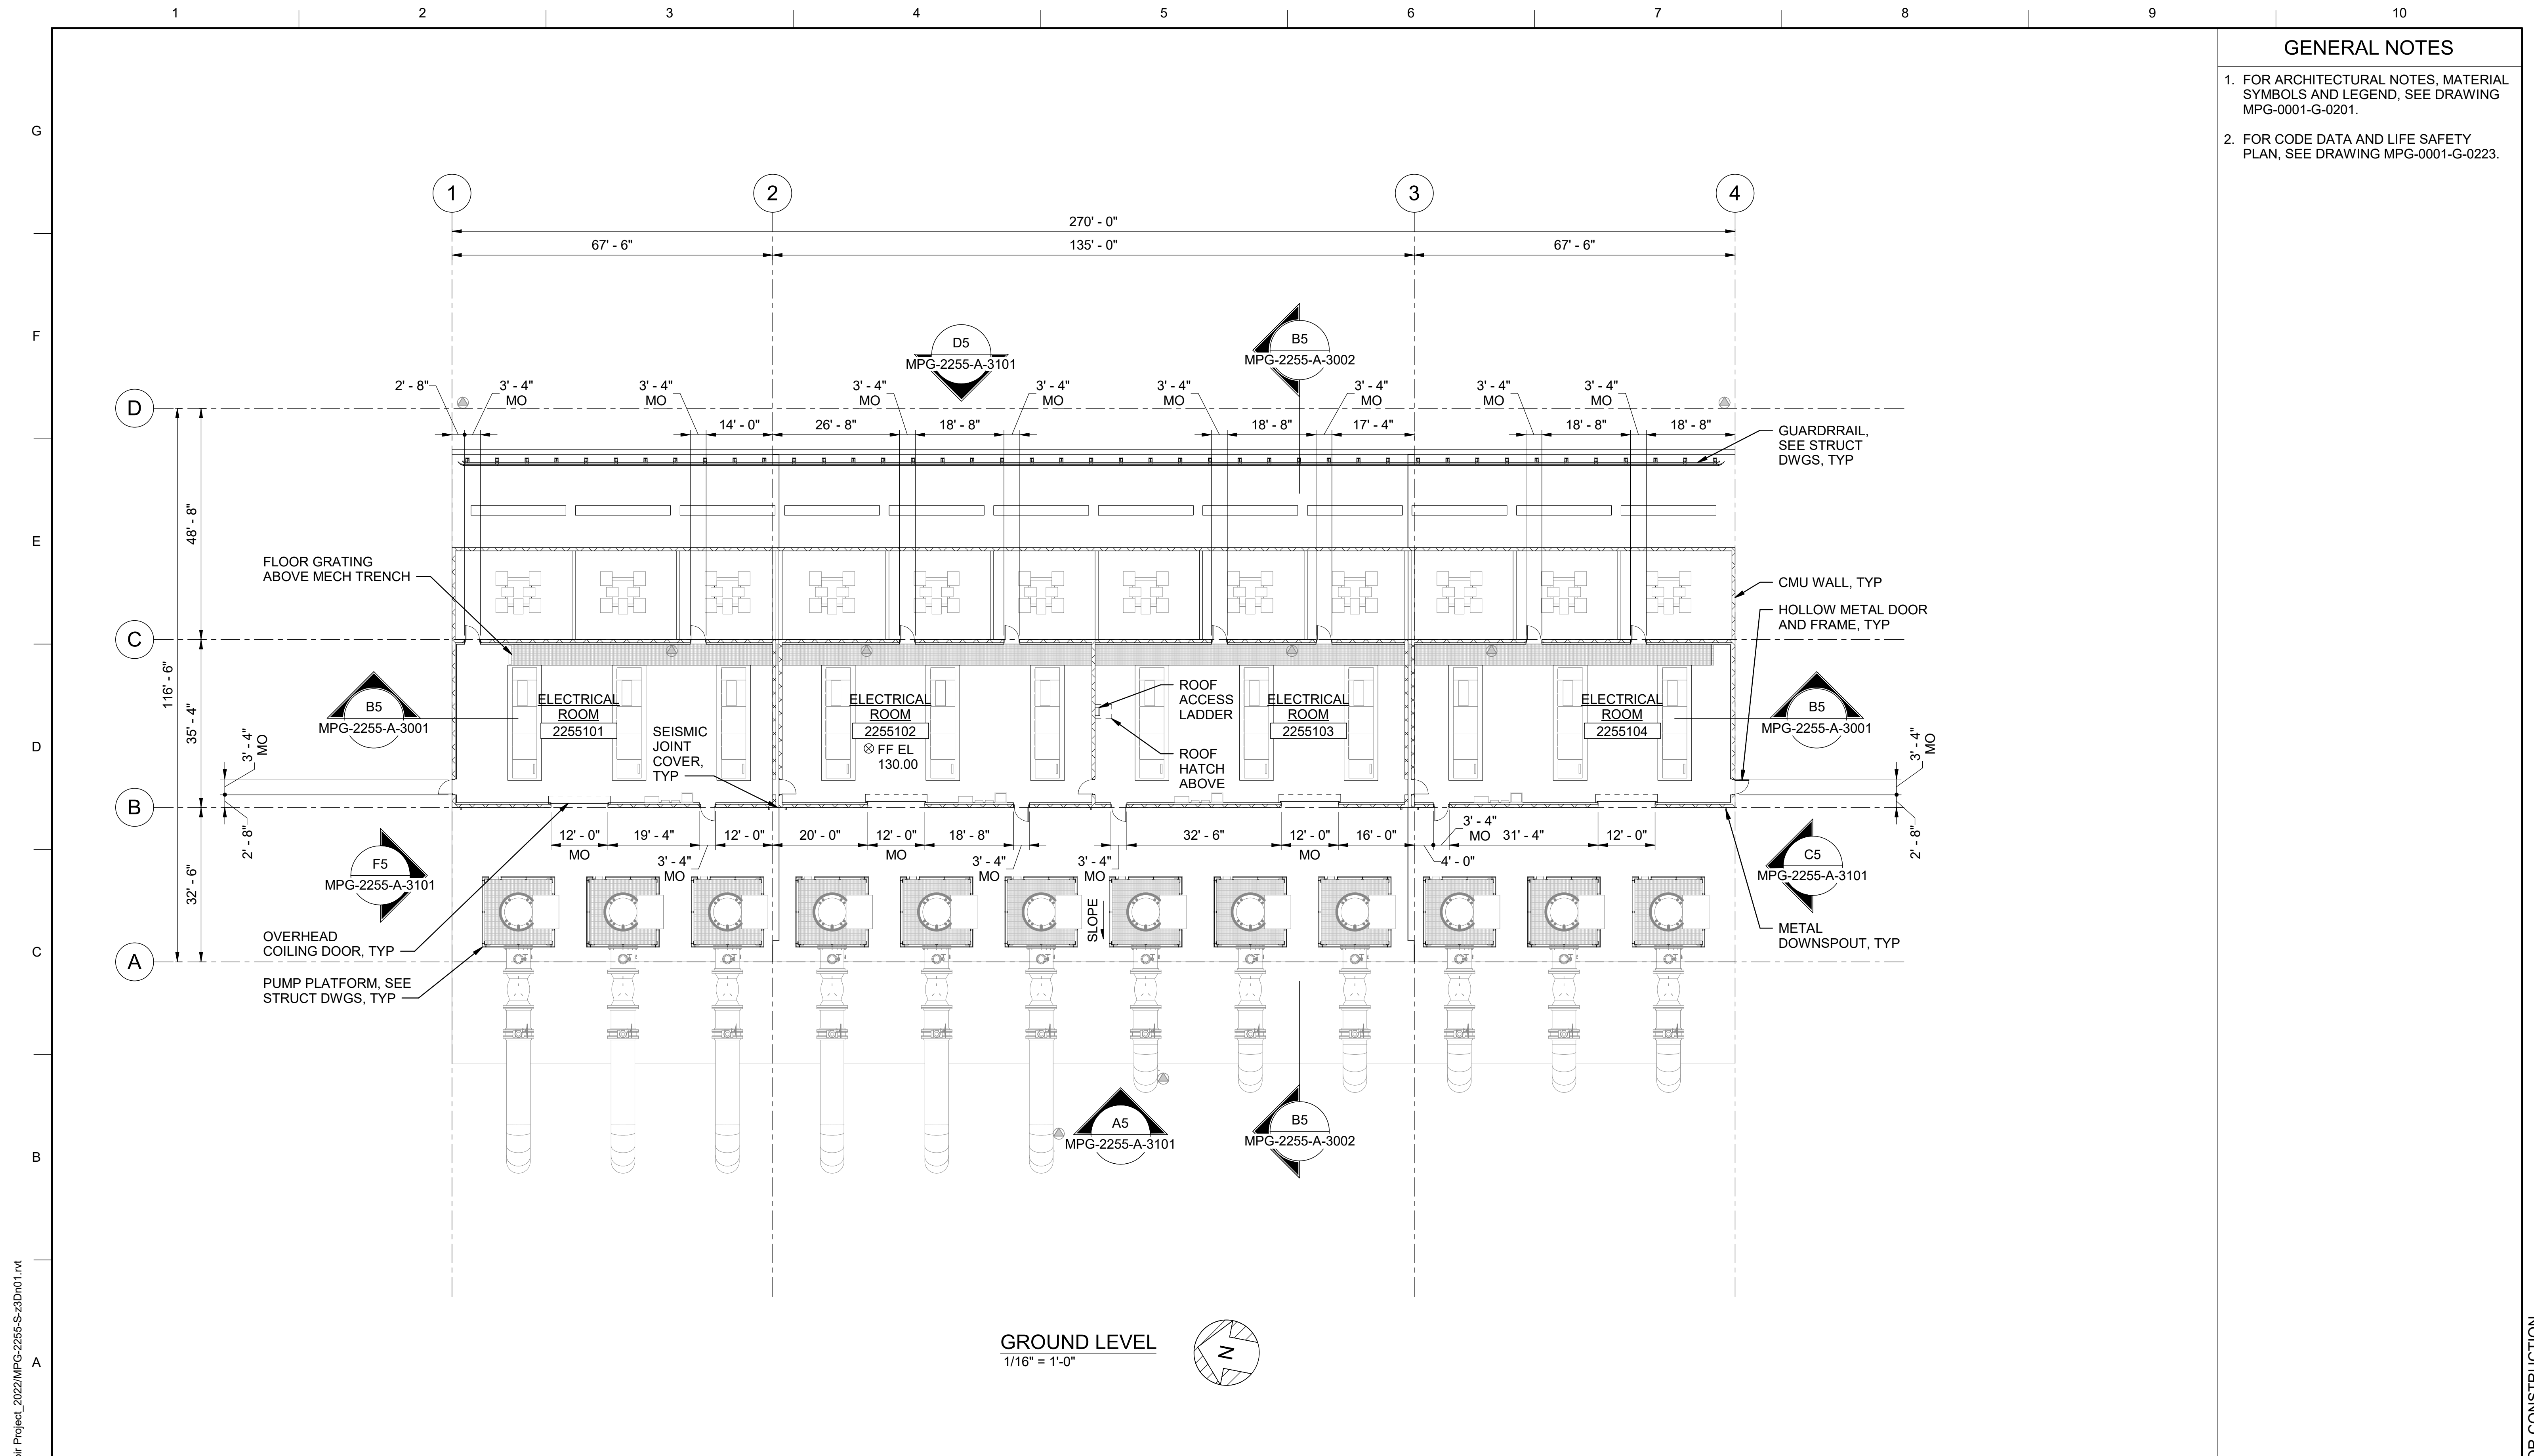 1 2 3 4 5 6 7 8 9 10
GENERAL NOTES
1. FOR ARCHITECTURAL NOTES, MATERIAL
SYMBOLS AND LEGEND, SEE DRAWING
MPG-0001-G-0201.
2. FOR CODE DATA AND LIFE SAFETY
PLAN, SEE DRAWING MPG-0001-G-0223.
G
F
E
D
C
B
A
1 2 3 4
270' - 0"
67' - 6" 135' - 0" 67' - 6"
D5
MPG-2255-A-3101
B5
MPG-2255-A-3002
2' - 8"
3' - 4"
MO
3' - 4"
MO
3' - 4"
MO
3' - 4"
MO
3' - 4"
MO
3' - 4"
MO
3' - 4"
MO
3' - 4"
MO
D
14' - 0" 26' - 8" 18' - 8" 18' - 8" 17' - 4" 18' - 8" 18' - 8"
GUARDRRAIL,
SEE STRUCT
DWGS, TYP
48' - 8"
116' - 6"
35' - 4"
32' - 6"
FLOOR GRATING
ABOVE MECH TRENCH
CMU WALL, TYP
HOLLOW METAL DOOR
AND FRAME, TYP
C
B5
MPG-2255-A-3001
ELECTRICAL
ROOM
2255101
SEISMIC
JOINT
COVER,
TYP
ELECTRICAL
ROOM
2255102
FF EL
130.00
ROOF
ACCESS
LADDER
ROOF
HATCH
ABOVE
ELECTRICAL
ROOM
2255103
ELECTRICAL
ROOM
2255104
B5
MPG-2255-A-3001
3' - 4"
MO
2' - 8"
3' - 4"
MO
2' - 8"
B
12' - 0"
MO
19' - 4"
3' - 4"
MO
12' - 0"
20' - 0"
12' - 0"
MO
18' - 8"
3' - 4"
MO
3' - 4"
MO
32' - 6"
12' - 0"
MO
16' - 0"
4' - 0"
3' - 4"
MO
31' - 4"
12' - 0"
F5
MPG-2255-A-3101
C5
MPG-2255-A-3101
SLOPE
OVERHEAD
COILING DOOR, TYP
METAL
DOWNSPOUT, TYP
A
PUMP PLATFORM, SEE
STRUCT DWGS, TYP
A5
MPG-2255-A-3101
B5
MPG-2255-A-3002
GROUND LEVEL
1/16" = 1'-0"
N
Project_2022/MPG-2255-S-z3Dn01.rvt
CONSTRUCTION